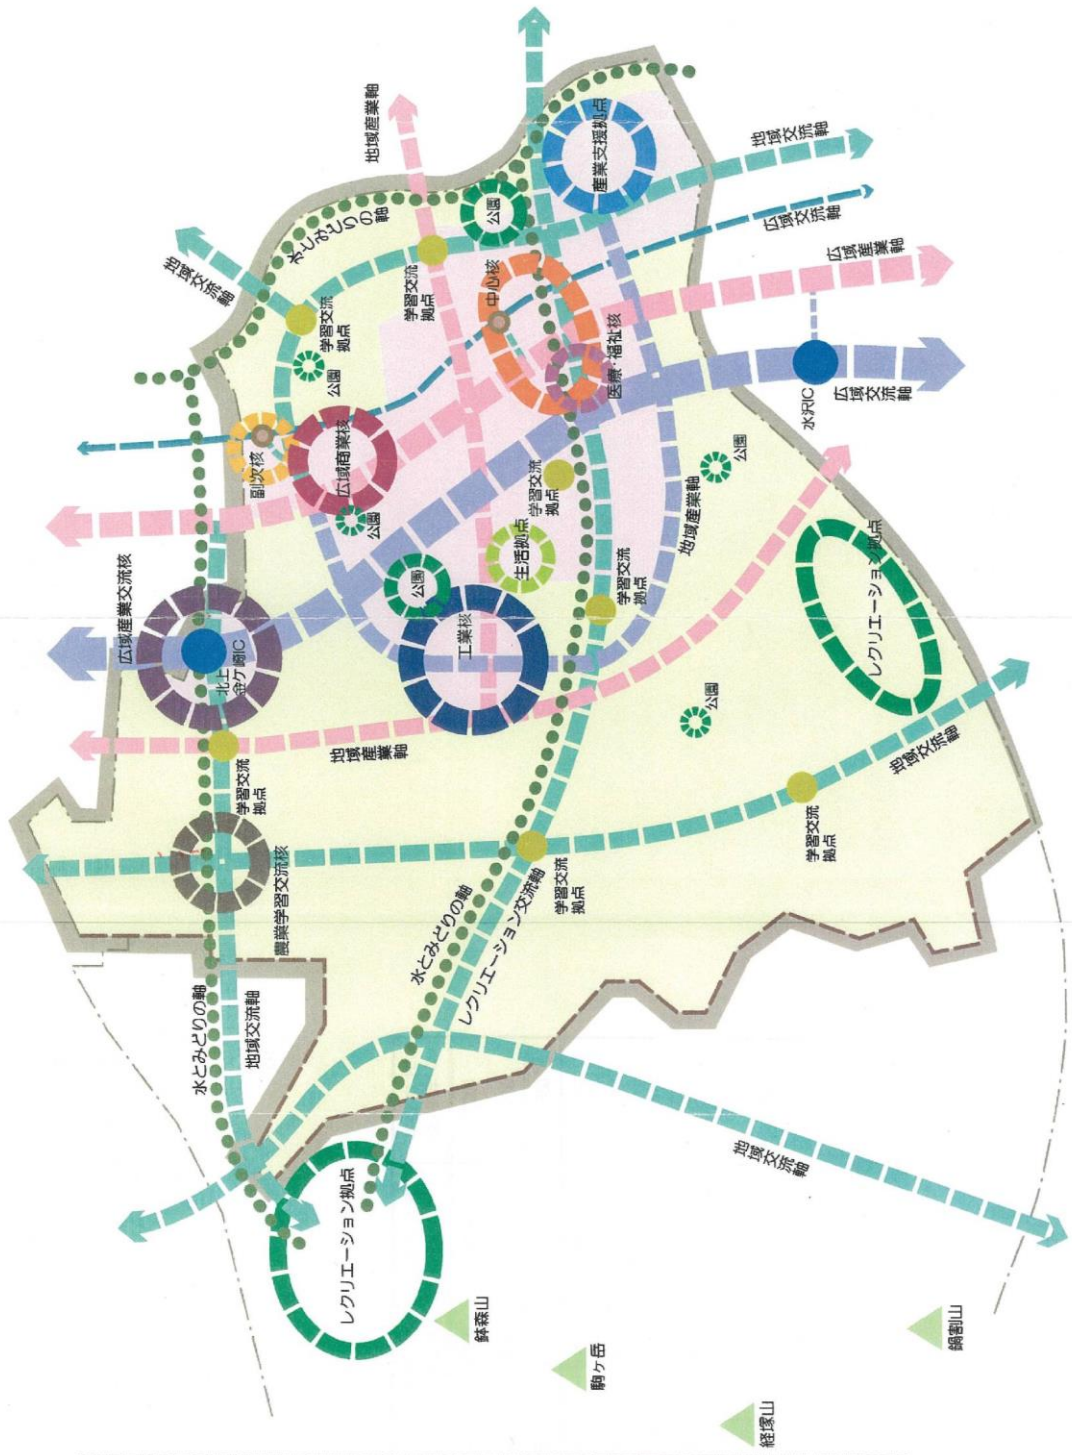 レクリエーション拠点
水とみどりの軸
地域交流軸
農業学習交流核
学習交流
拠点
広域産業交流核
北上
金ケ崎IC
地域産業軸
副次核
広域商業核
公園
公園
公園
地域交流軸
学習交流
拠点
水とみどりの軸
地域産業軸
学習交流
拠点
公園
産業支援拠点
中心核
医療・福祉核
学習交流
拠点
生活拠点
工業核
学習交流
拠点
地域産業軸
水とみどりの軸
レクリエーション交流軸
学習交流
拠点
学習交流
拠点
公園
公園
レクリエーション拠点
地域交流軸
地域交流軸
水沢IC
広域
交流軸
広域産業軸
広域交流軸
地域交流軸
鉢森山
駒ヶ岳
経塚山
鍋割山